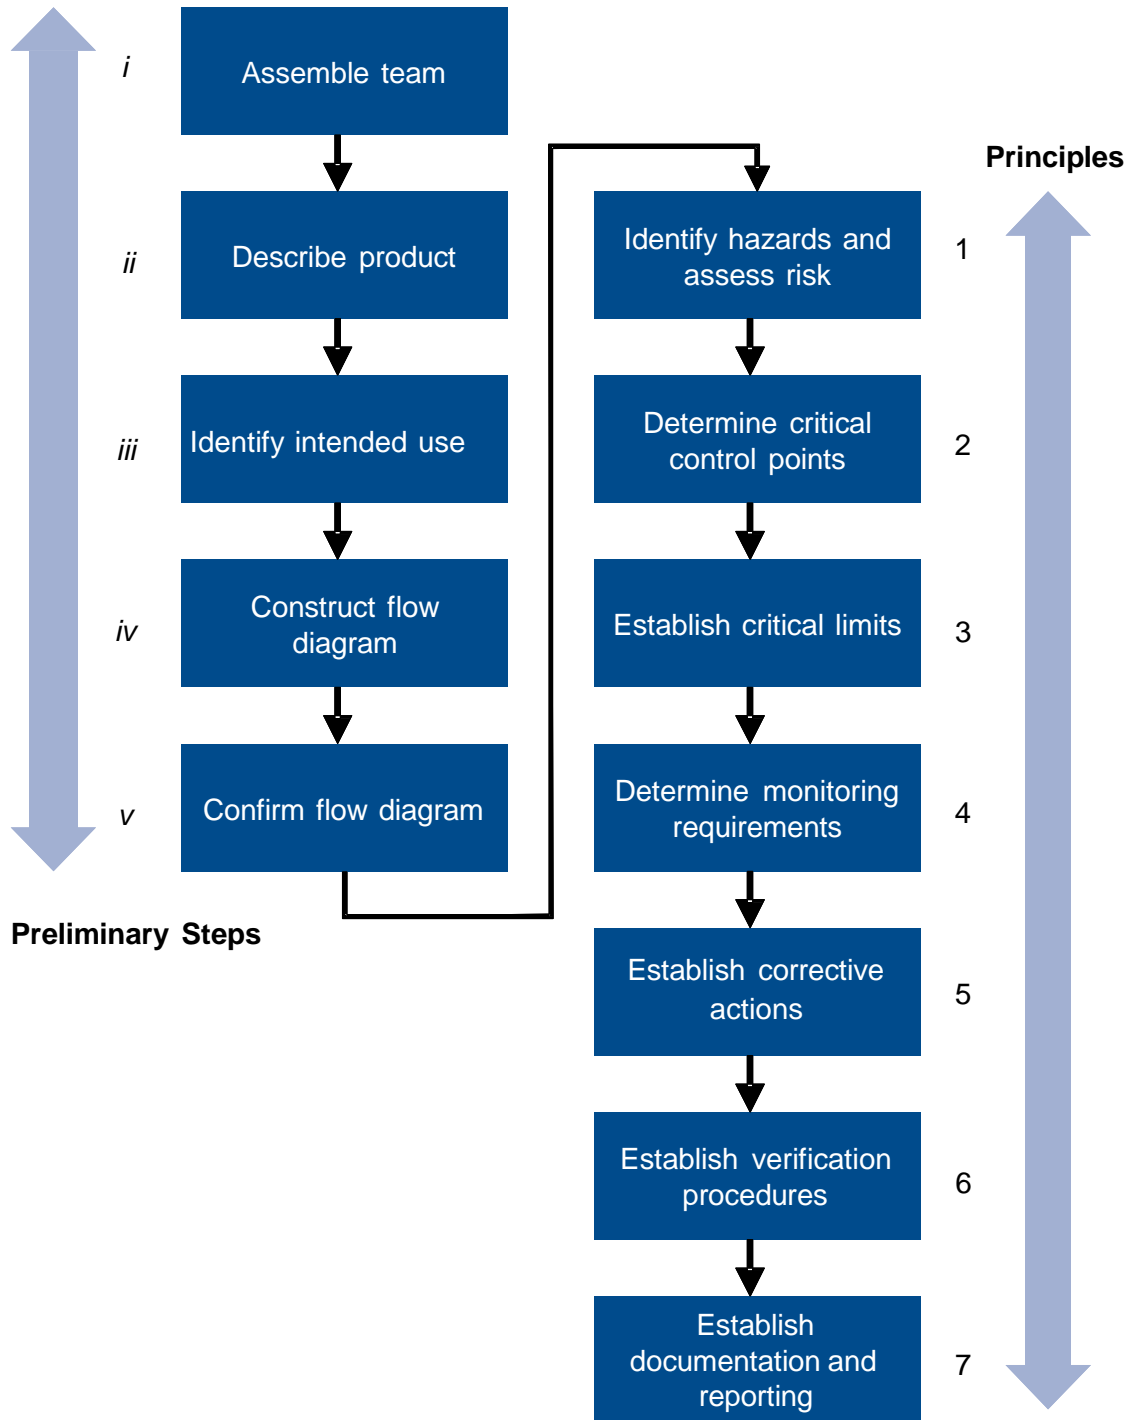 i
Assemble team
ii
Describe product
iii
Identify intended use
iv
Construct flow
diagram
v
Confirm flow diagram
Preliminary Steps
Principles
Identify hazards and
assess risk
1
Determine critical
control points
2
Establish critical limits
3
Determine monitoring
requirements
4
Establish corrective
actions
5
Establish verification
procedures
6
Establish
documentation and
reporting
7